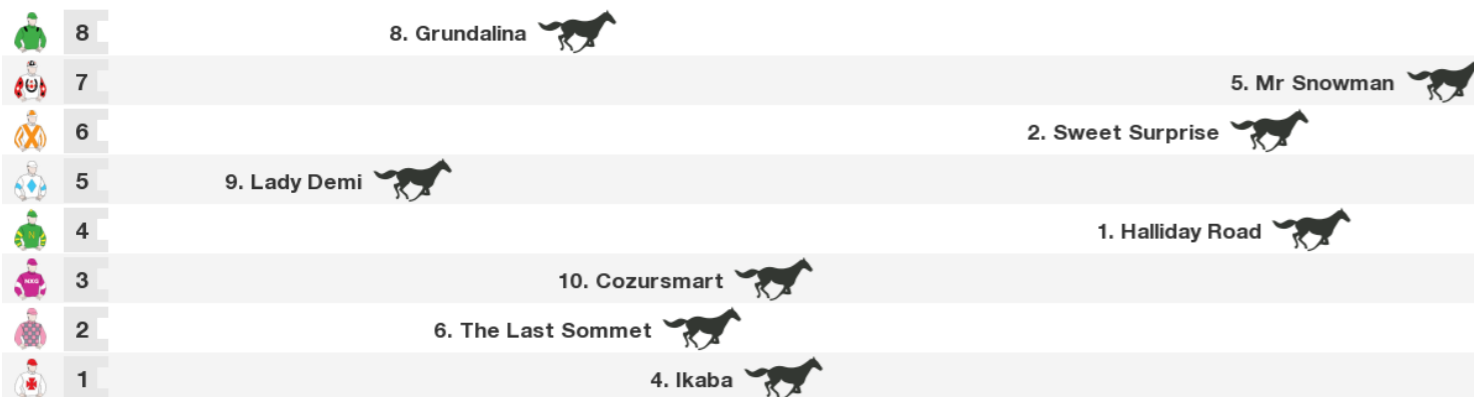 8 8. Grundalina
7 5. Mr Snowman
6 2. Sweet Surprise
5 9. Lady Demi
N 4 1. Halliday Road
NXG 3 10. Cozursmart
2 6. The Last Sommet
1 4. Ikaba